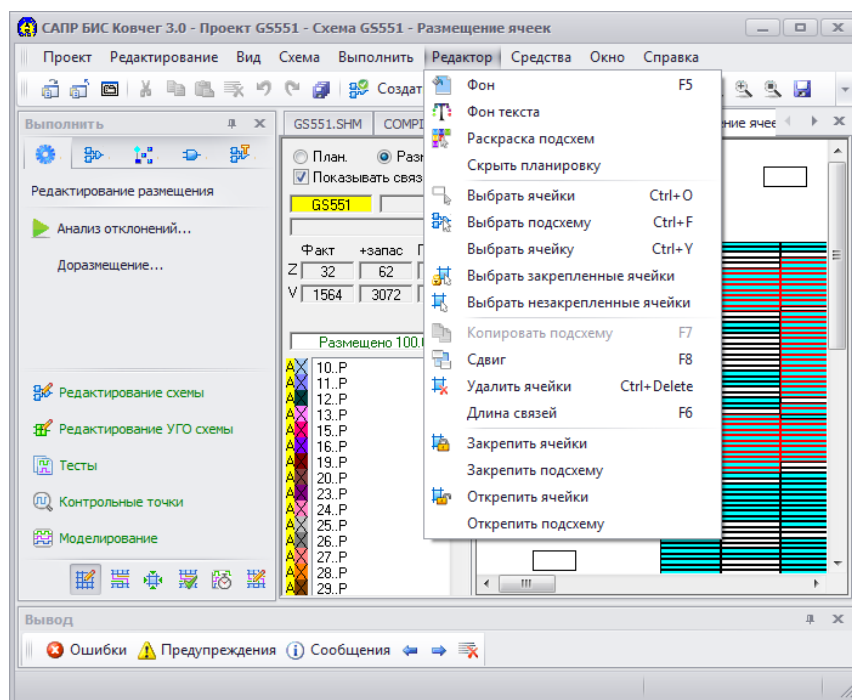 САПР БИС Ковчег 3.0 - Проект GS551 - Схема GS551 - Размещение ячеек
Проект Редактирование Вид Схема Выполнить Редактор Средства Окно Справка
Создат
Выполнить
Редактирование размещения
Анализ отклонений...
Доразмещение...
Редактирование схемы
Редактирование УГО схемы
Тесты
Контрольные точки
Моделирование
GS551.SHM COMPI
ние ячее
План. Раз
Показывать связ
GS551
Факт +запас
Z 32 62
V 1564 3072
Размещено 100.
10..P
11..P
12..P
13..P
15..P
16..P
19..P
20..P
23..P
24..P
25..P
26..P
27..P
28..P
29..P
Фон F5
Фон текста
Раскраска подсхем
Скрыть планировку
Выбрать ячейки Ctrl+O
Выбрать подсхему Ctrl+F
Выбрать ячейку Ctrl+Y
Выбрать закрепленные ячейки
Выбрать незакрепленные ячейки
Копировать подсхему F7
Сдвиг F8
Удалить ячейки Ctrl+Delete
Длина связей F6
Закрепить ячейки
Закрепить подсхему
Открепить ячейки
Открепить подсхему
Вывод
Ошибки Предупреждения Сообщения